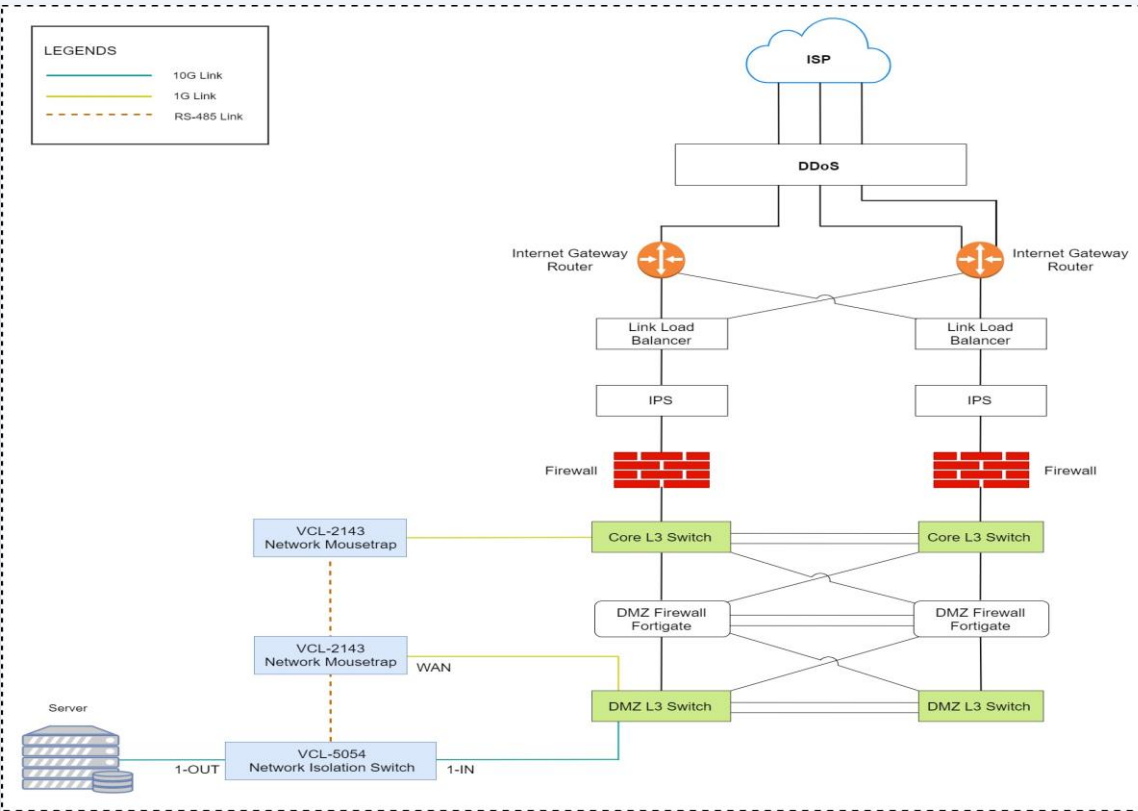 LEGENDS
10G Link
1G Link
RS-485 Link
ISP
DDoS
Internet Gateway
Router
Internet Gateway
Router
Link Load
Balancer
Link Load
Balancer
IPS
IPS
Firewall
Firewall
VCL-2143
Network Mousetrap
Core L3 Switch
Core L3 Switch
DMZ Firewall
Fortigate
DMZ Firewall
Fortigate
VCL-2143
Network Mousetrap
WAN
DMZ L3 Switch
DMZ L3 Switch
Server
1-OUT
VCL-5054
Network Isolation Switch
1-IN